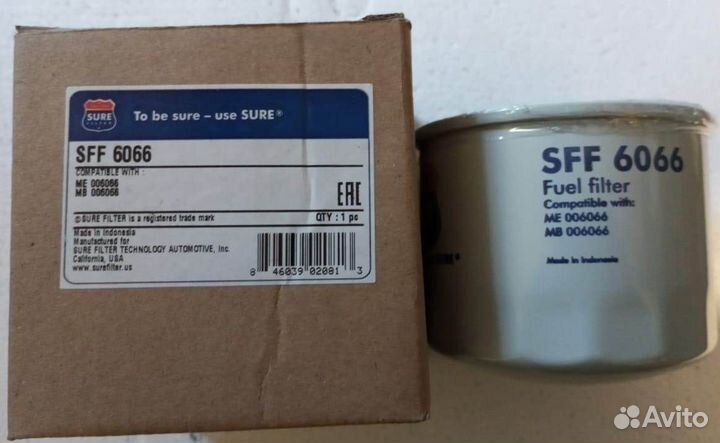 SURE
FILTER
To be sure – use SURE®
SFF 6066
COMPATIBLE WITH :
ME 006066
MB 006066
EAC
©SURE FILTER is a registered trade mark
QTY : 1 pc
Made in Indonesia
Manufactured for
SURE FILTER TECHNOLOGY AUTOMOTIVE, Inc.
California, USA
www.surefilter.us
8 46039 02081 3
SFF 6066
Fuel filter
Compatible with:
ME 006066
MB 006066
Made in Indonesia
Avito